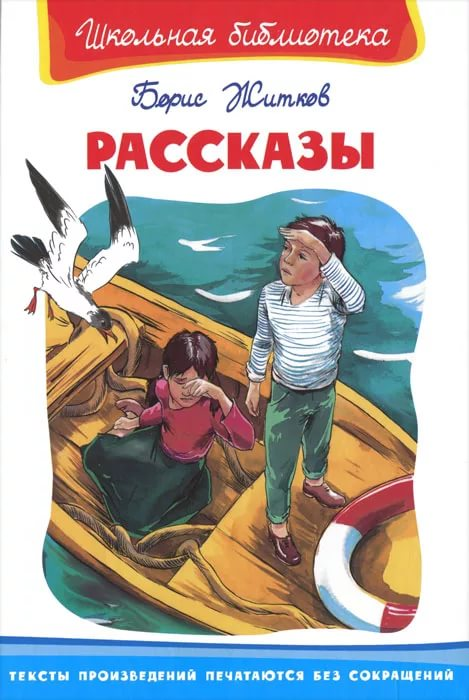 Школьная библиотека
Борис Житков
РАССКАЗЫ
ТЕКСТЫ ПРОИЗВЕДЕНИЙ ПЕЧАТАЮТСЯ БЕЗ СОКРАЩЕНИЙ